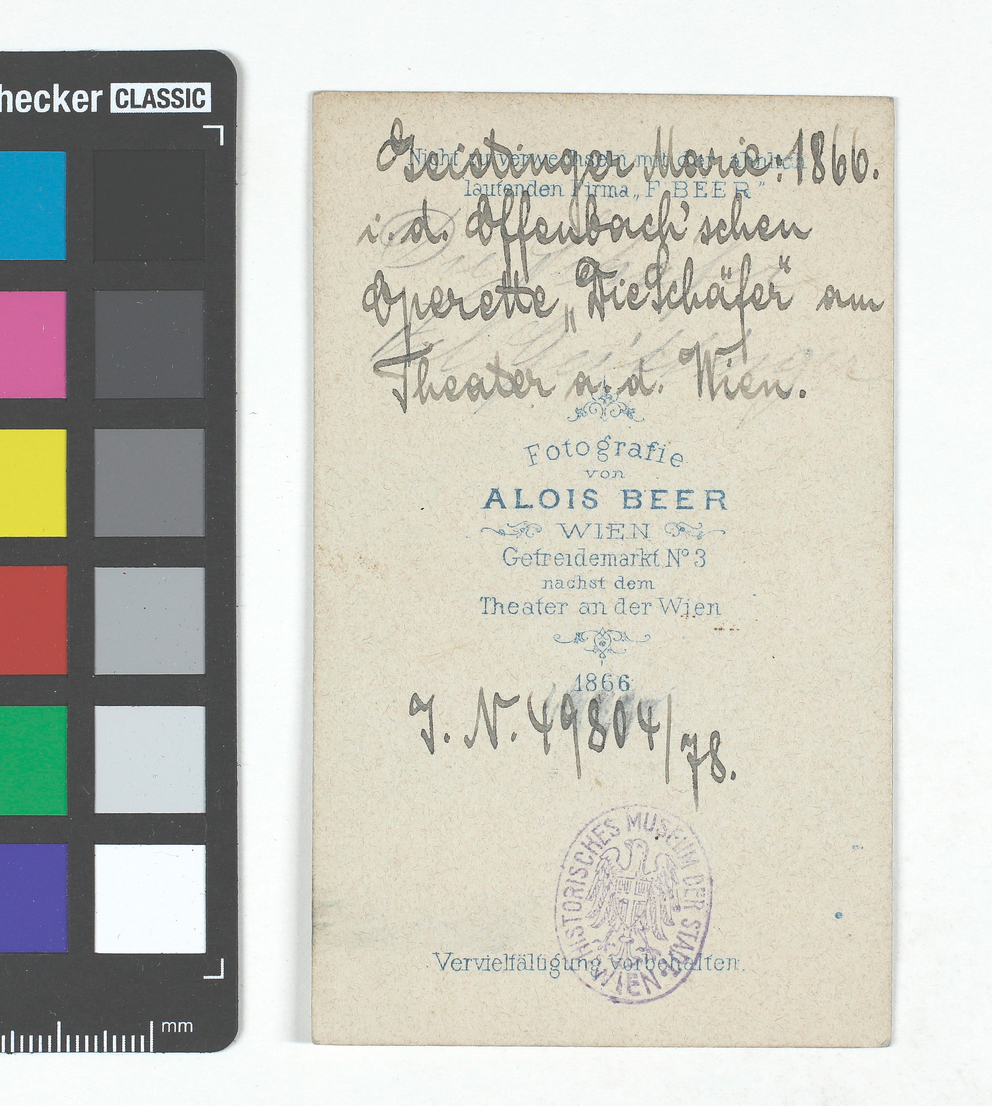 hecker CLASSIC
Geistinger Marie: 1866.
Nicht zu verwechseln mit der ähnlich
lautenden Firma „F. BEER”
i. d. Offenbach'schen
Operette „Die Schäfer“ am
Theater a. d. Wien.
Fotografie
von
ALOIS BEER
WIEN
Getreidemarkt Nº 3
nächst dem
Theater an der Wien
1866
J. N. 49804/78.
HISTORISCHES MUSEUM DER STADT WIEN
Vervielfältigung vorbehalten.
mm